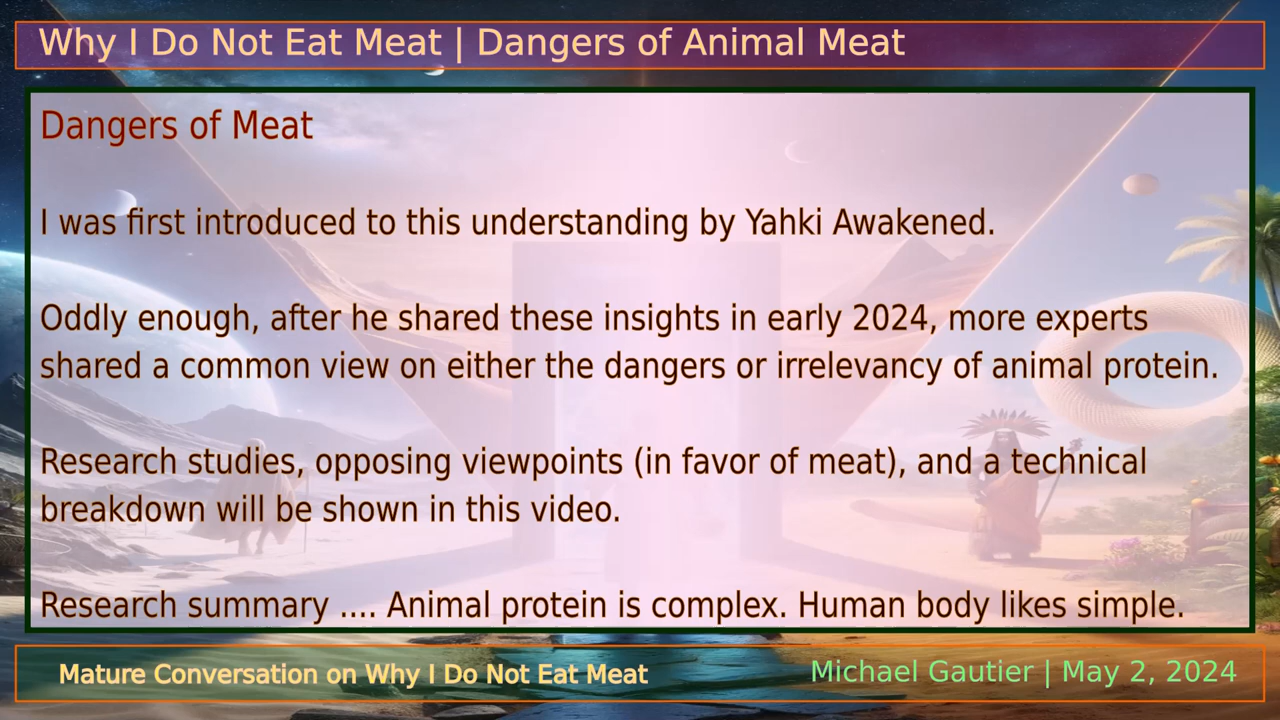 Why I Do Not Eat Meat | Dangers of Animal Meat
Dangers of Meat
I was first introduced to this understanding by Yahki Awakened.
Oddly enough, after he shared these insights in early 2024, more experts
shared a common view on either the dangers or irrelevancy of animal protein.
Research studies, opposing viewpoints (in favor of meat), and a technical
breakdown will be shown in this video.
Research summary .... Animal protein is complex. Human body likes simple.
Mature Conversation on Why I Do Not Eat Meat
Michael Gautier | May 2, 2024